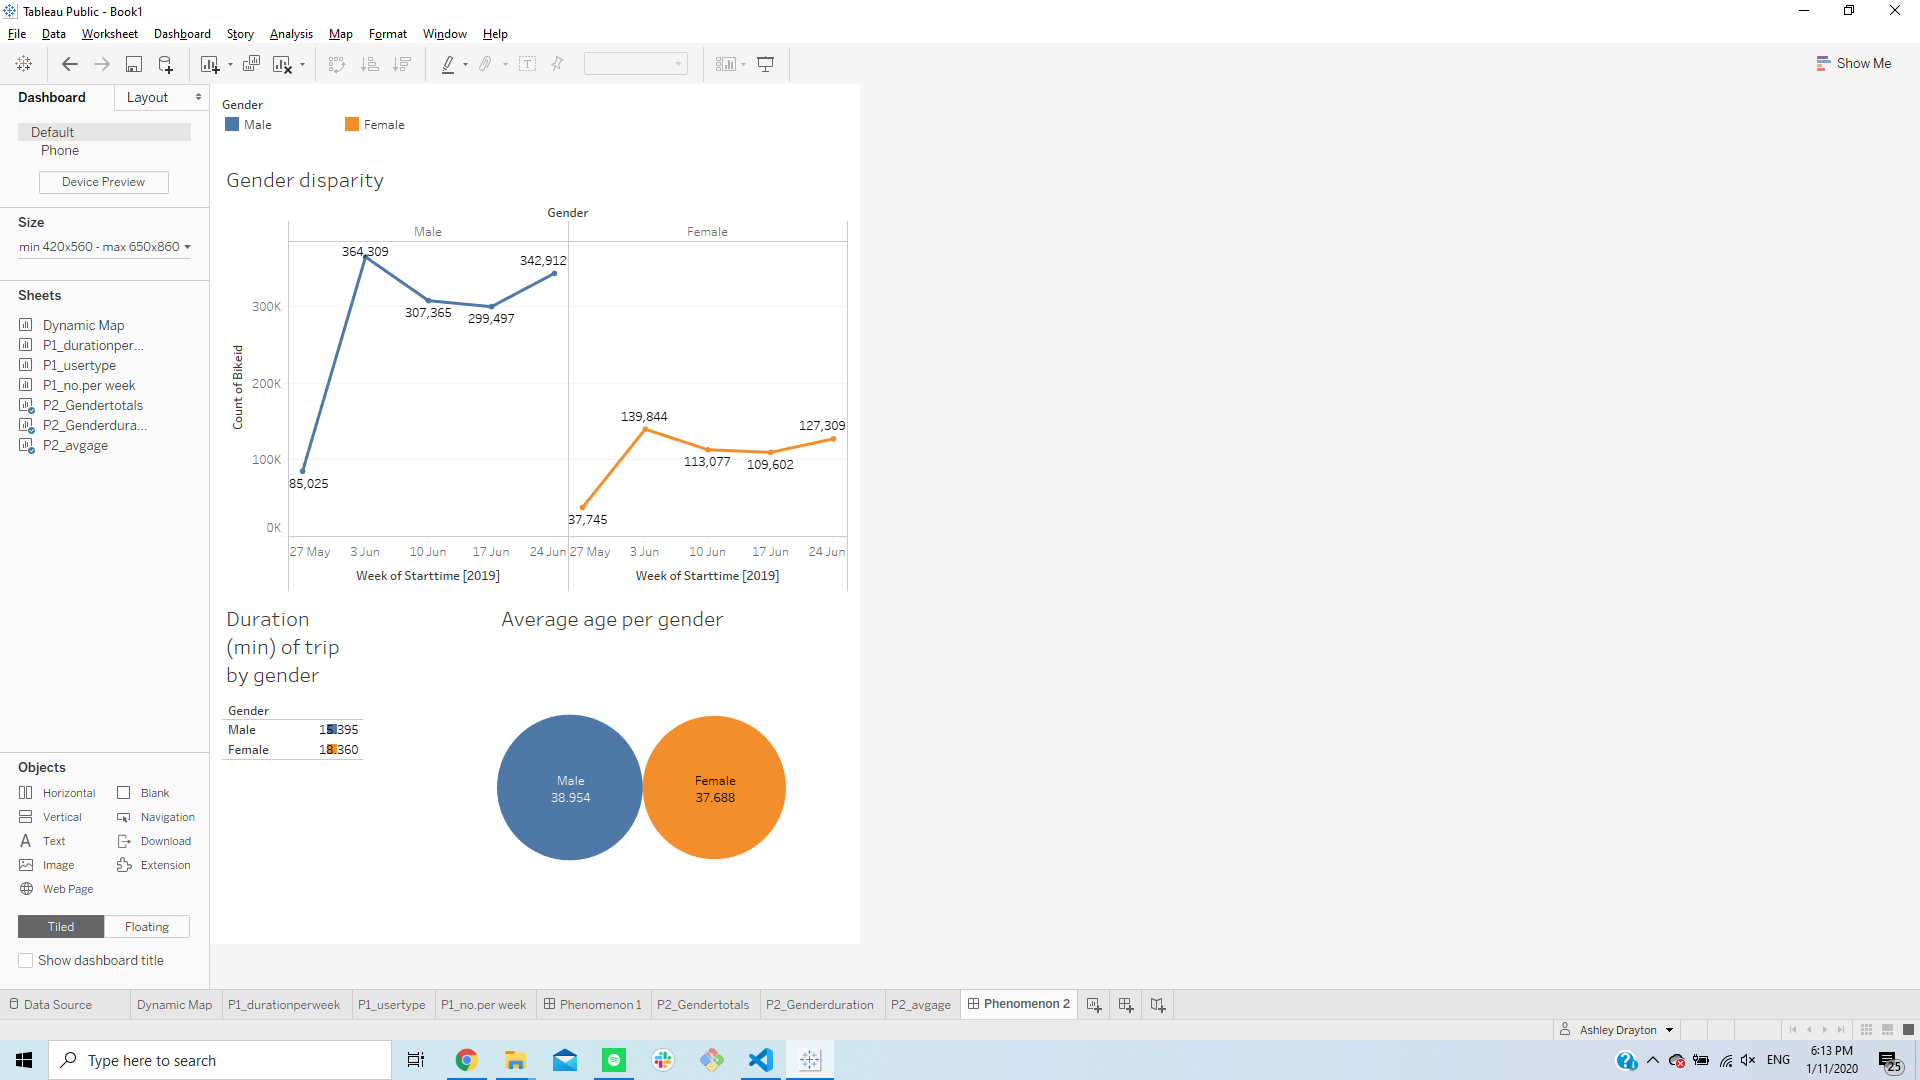 Tableau Public - Book1
File Data Worksheet Dashboard Story Analysis Map Format Window Help
Show Me
Dashboard Layout
Default
Phone
Device Preview
Size
min 420x560 - max 650x860
Sheets
Dynamic Map
P1_durationper...
P1_usertype
P1_no.per week
P2_Gendertotals
P2_Genderdura...
P2_avgage
Objects
Horizontal Blank
Vertical Navigation
Text Download
Image Extension
Web Page
Tiled Floating
Show dashboard title
Gender
Male Female
Gender disparity
Gender
Male Female
Count of Bikeid
300K
200K
100K
0K
364,309
342,912
307,365
299,497
85,025
139,844
127,309
113,077
109,602
37,745
27 May 3 Jun 10 Jun 17 Jun 24 Jun 27 May 3 Jun 10 Jun 17 Jun 24 Jun
Week of Starttime [2019] Week of Starttime [2019]
Duration
(min) of trip
by gender
Gender
Male 15.395
Female 18.360
Average age per gender
Male
38.954
Female
37.688
Data Source Dynamic Map P1_durationperweek P1_usertype P1_no.per week Phenomenon 1 P2_Gendertotals P2_Genderduration P2_avgage Phenomenon 2
Ashley Drayton
Type here to search
ENG
6:13 PM
1/11/2020
25